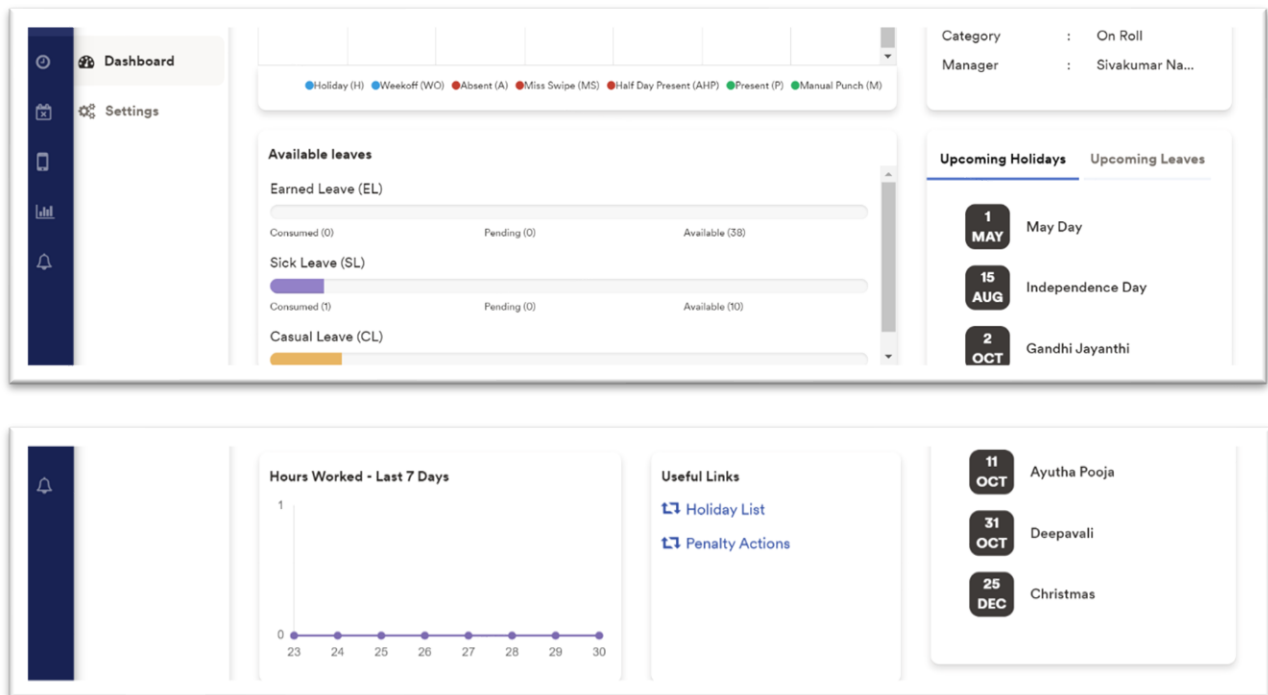 Dashboard
Settings
Holiday (H) Weekoff (WO) Absent (A) Miss Swipe (MS) Half Day Present (AHP) Present (P) Manual Punch (M)
Category : On Roll
Manager : Sivakumar Na...
Available leaves
Earned Leave (EL)
Consumed (0) Pending (0) Available (38)
Sick Leave (SL)
Consumed (1) Pending (0) Available (10)
Casual Leave (CL)
Upcoming Holidays Upcoming Leaves
1 MAY May Day
15 AUG Independence Day
2 OCT Gandhi Jayanthi
Hours Worked - Last 7 Days
1
0
23 24 25 26 27 28 29 30
Useful Links
Holiday List
Penalty Actions
11 OCT Ayutha Pooja
31 OCT Deepavali
25 DEC Christmas